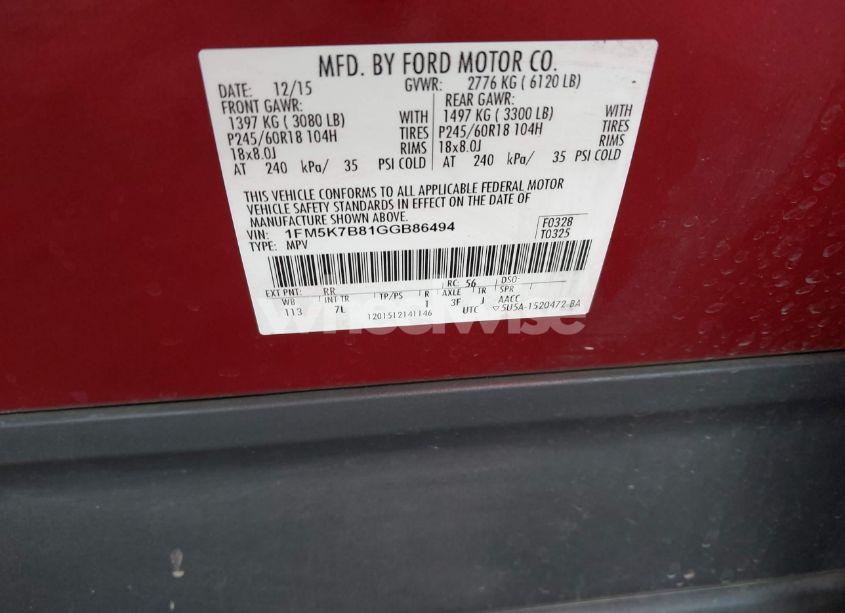 MFD. BY FORD MOTOR CO.
DATE: 12/15 GVWR: 2776 KG ( 6120 LB)
FRONT GAWR: REAR GAWR:
1397 KG ( 3080 LB) WITH 1497 KG ( 3300 LB) WITH
P245/60R18 104H TIRES P245/60R18 104H TIRES
18x8.0J RIMS 18x8.0J RIMS
AT 240 kPa/ 35 PSI COLD AT 240 kPa/ 35 PSI COLD
THIS VEHICLE CONFORMS TO ALL APPLICABLE FEDERAL MOTOR
VEHICLE SAFETY STANDARDS IN EFFECT ON THE DATE OF
MANUFACTURE SHOWN ABOVE.
VIN: 1FM5K7B81GGB86494 F0328
TYPE: MPV T0325
EXT PNT: RR RC: 56 DSO:
WB INT TR TP/PS R AXLE TR SPR
113 7L 1 3F J AACC
1201512141146 UTC ▽5U5A-1520472-BA
wheelwise